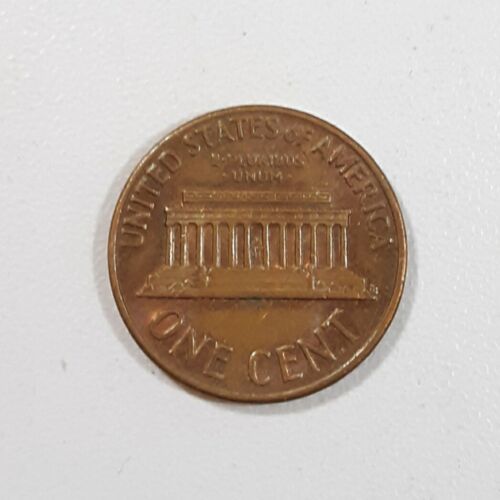 UNITED STATES OF AMERICA
E·PLURIBUS
·UNUM·
ONE CENT